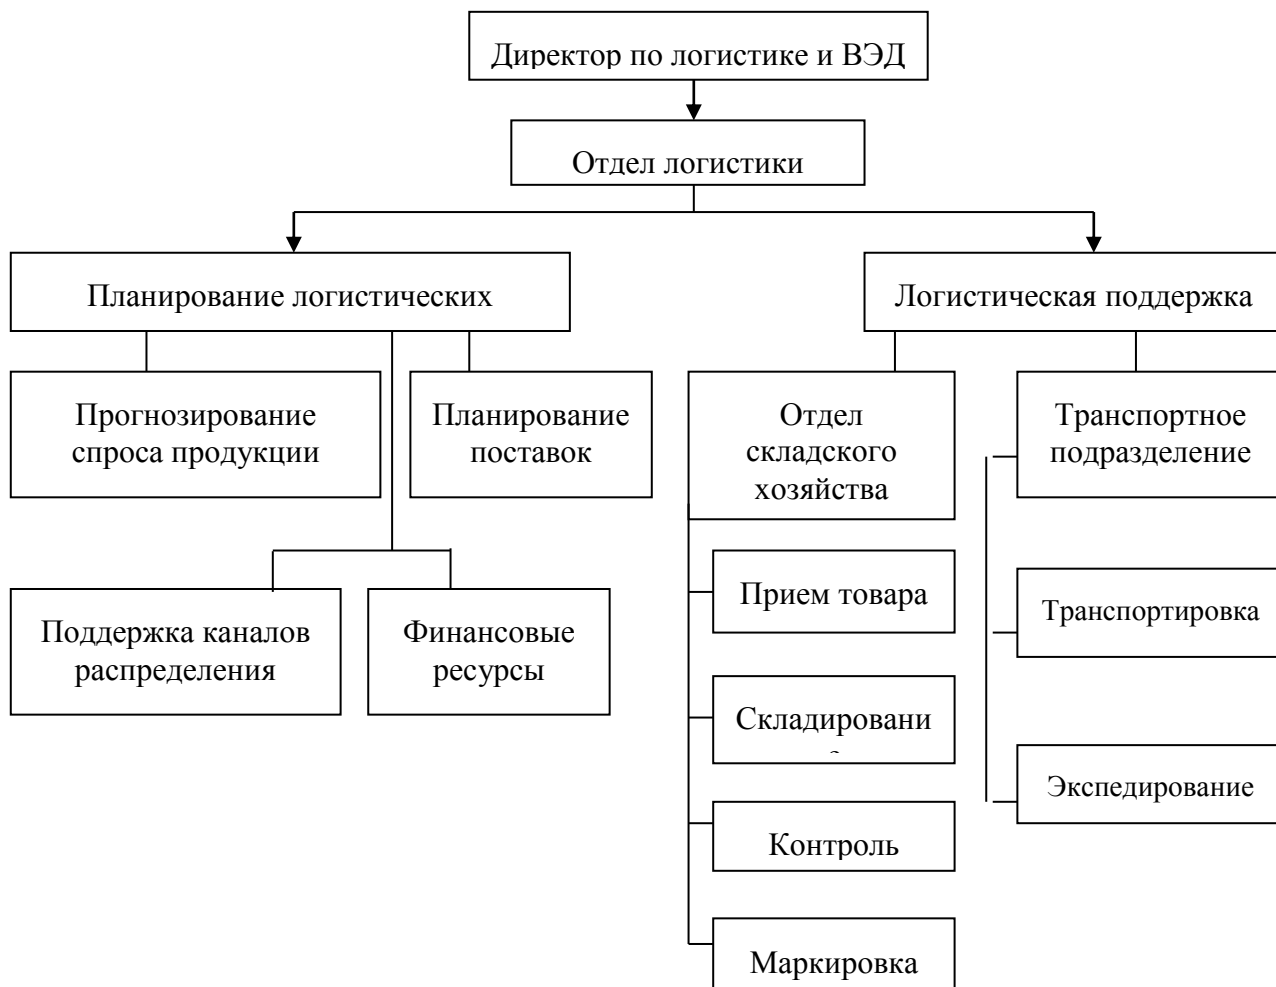 Директор по логистике и ВЭД
Отдел логистики
Планирование логистических
Логистическая поддержка
Прогнозирование
спроса продукции
Планирование
поставок
Отдел
складского
хозяйства
Транспортное
подразделение
Поддержка каналов
распределения
Финансовые
ресурсы
Прием товара
Транспортировка
Складировани
Экспедирование
Контроль
Маркировка